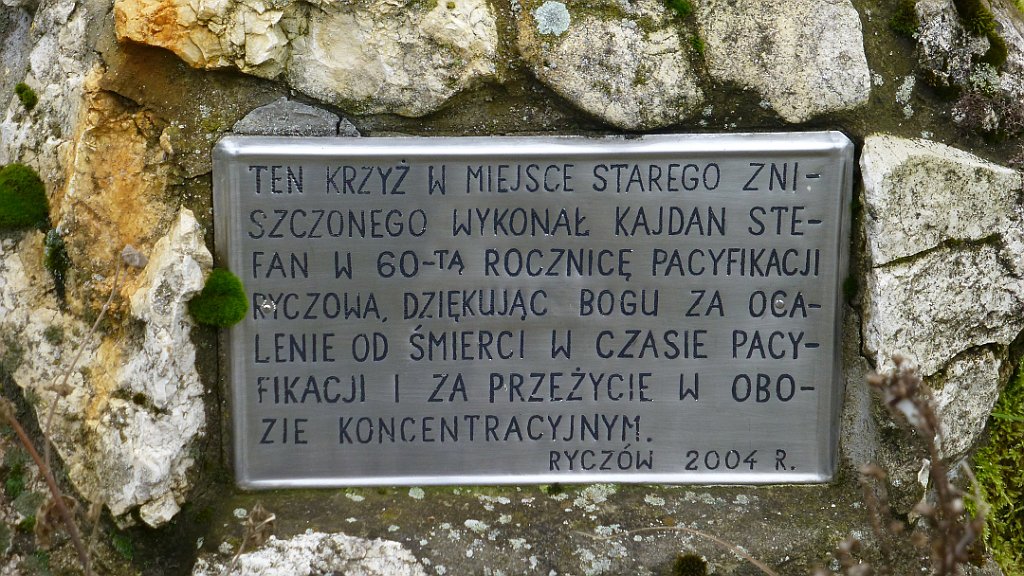 TEN KRZYŻ W MIEJSCE STAREGO ZNI-
SZCZONEGO WYKONAŁ KAJDAN STE-
FAN W 60-TĄ ROCZNICĘ PACYFIKACJI
RYCZOWA, DZIĘKUJĄC BOGU ZA OCA-
LENIE OD ŚMIERCI W CZASIE PACY-
FIKACJI I ZA PRZEŻYCIE W OBO-
ZIE KONCENTRACYJNYM.
RYCZÓW 2004 R.